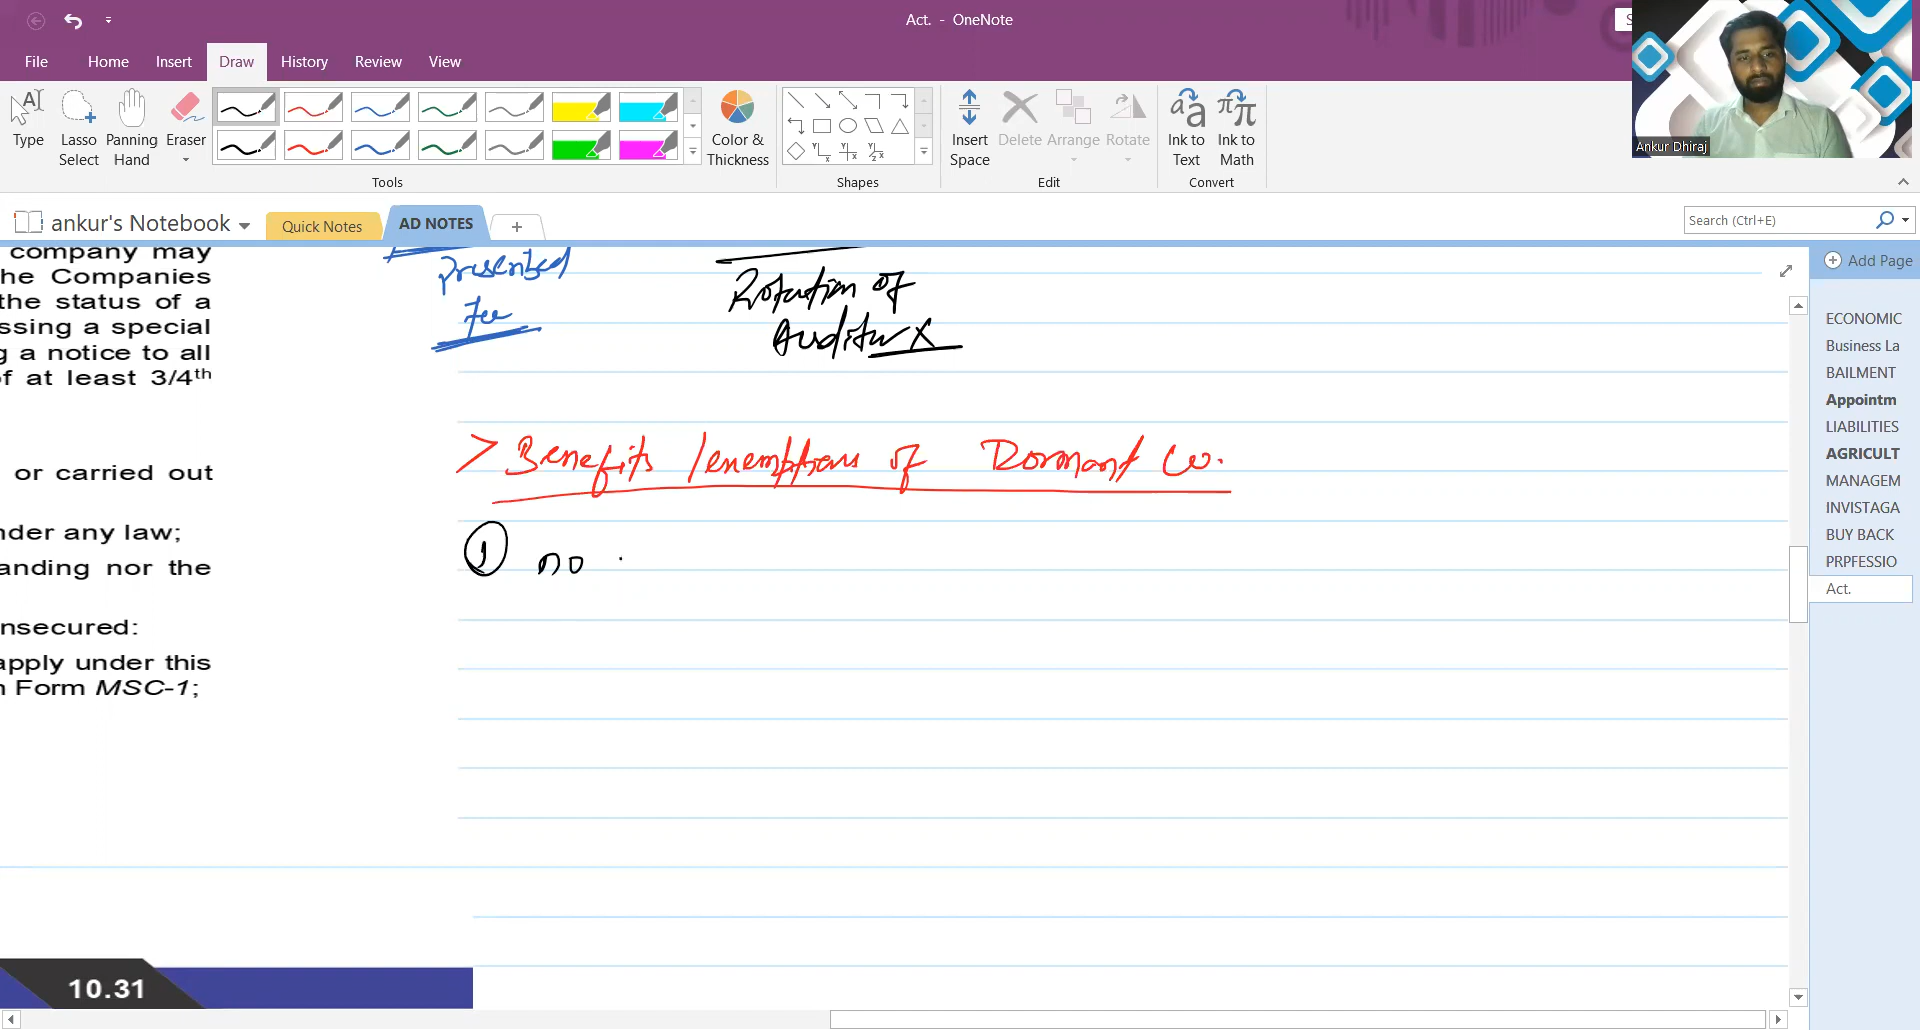 Act. - OneNote
File Home Insert Draw History Review View
Type
Lasso Select
Panning Hand
Eraser
Color & Thickness
Insert Space
Delete
Arrange
Rotate
Ink to Text
Ink to Math
Tools
Shapes
Edit
Convert
Ankur Dhiraj
ankur's Notebook
Quick Notes
AD NOTES
Search (Ctrl+E)
Add Page
ECONOMIC
Business La
BAILMENT
Appointm
LIABILITIES
AGRICULT
MANAGEM
INVISTAGA
BUY BACK
PRPFESSIO
Act.
company may
he Companies
the status of a
ssing a special
g a notice to all
of at least 3/4th
or carried out
nder any law;
anding nor the
nsecured:
apply under this
n Form MSC-1;
10.31
Fee
Rotation of
Auditor X
> Benefits /exemptions of Dormant Co.
1 no